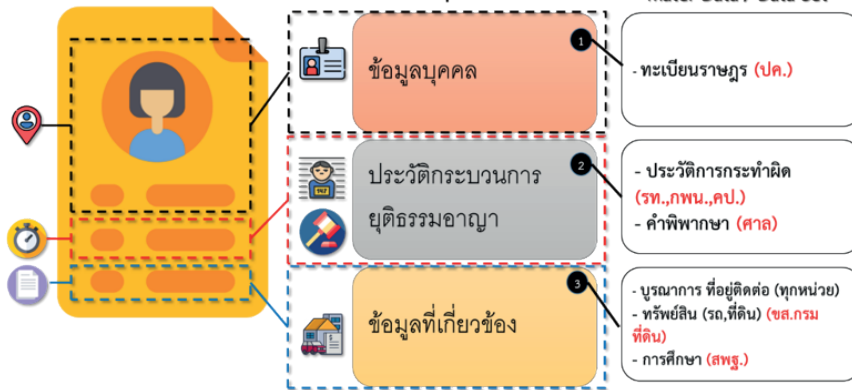 1
ข้อมูลบุคคล
- ทะเบียนราษฎร (ปค.)
2
ประวัติกระบวนการ
ยุติธรรมอาญา
- ประวัติการกระทำผิด
(รท.,กพน.,คป.)
- คำพิพากษา (ศาล)
3
ข้อมูลที่เกี่ยวข้อง
- บูรณาการ ที่อยู่ติดต่อ (ทุกหน่วย)
- ทรัพย์สิน (รถ,ที่ดิน) (ขส.กรม
ที่ดิน)
- การศึกษา (สพฐ.)